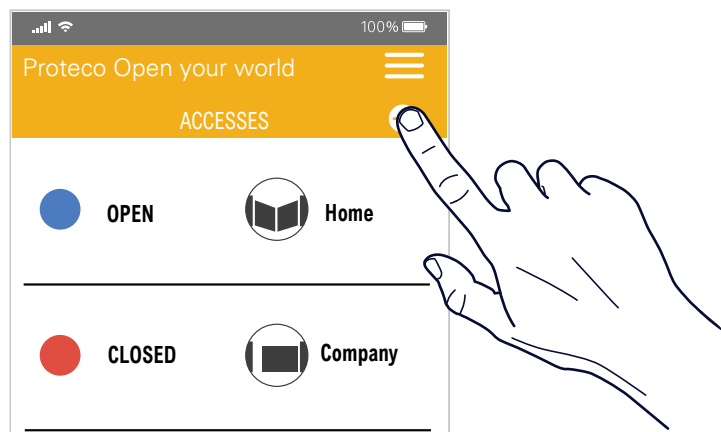 100%
Proteco Open your world
ACCESSES
OPEN
Home
CLOSED
Company